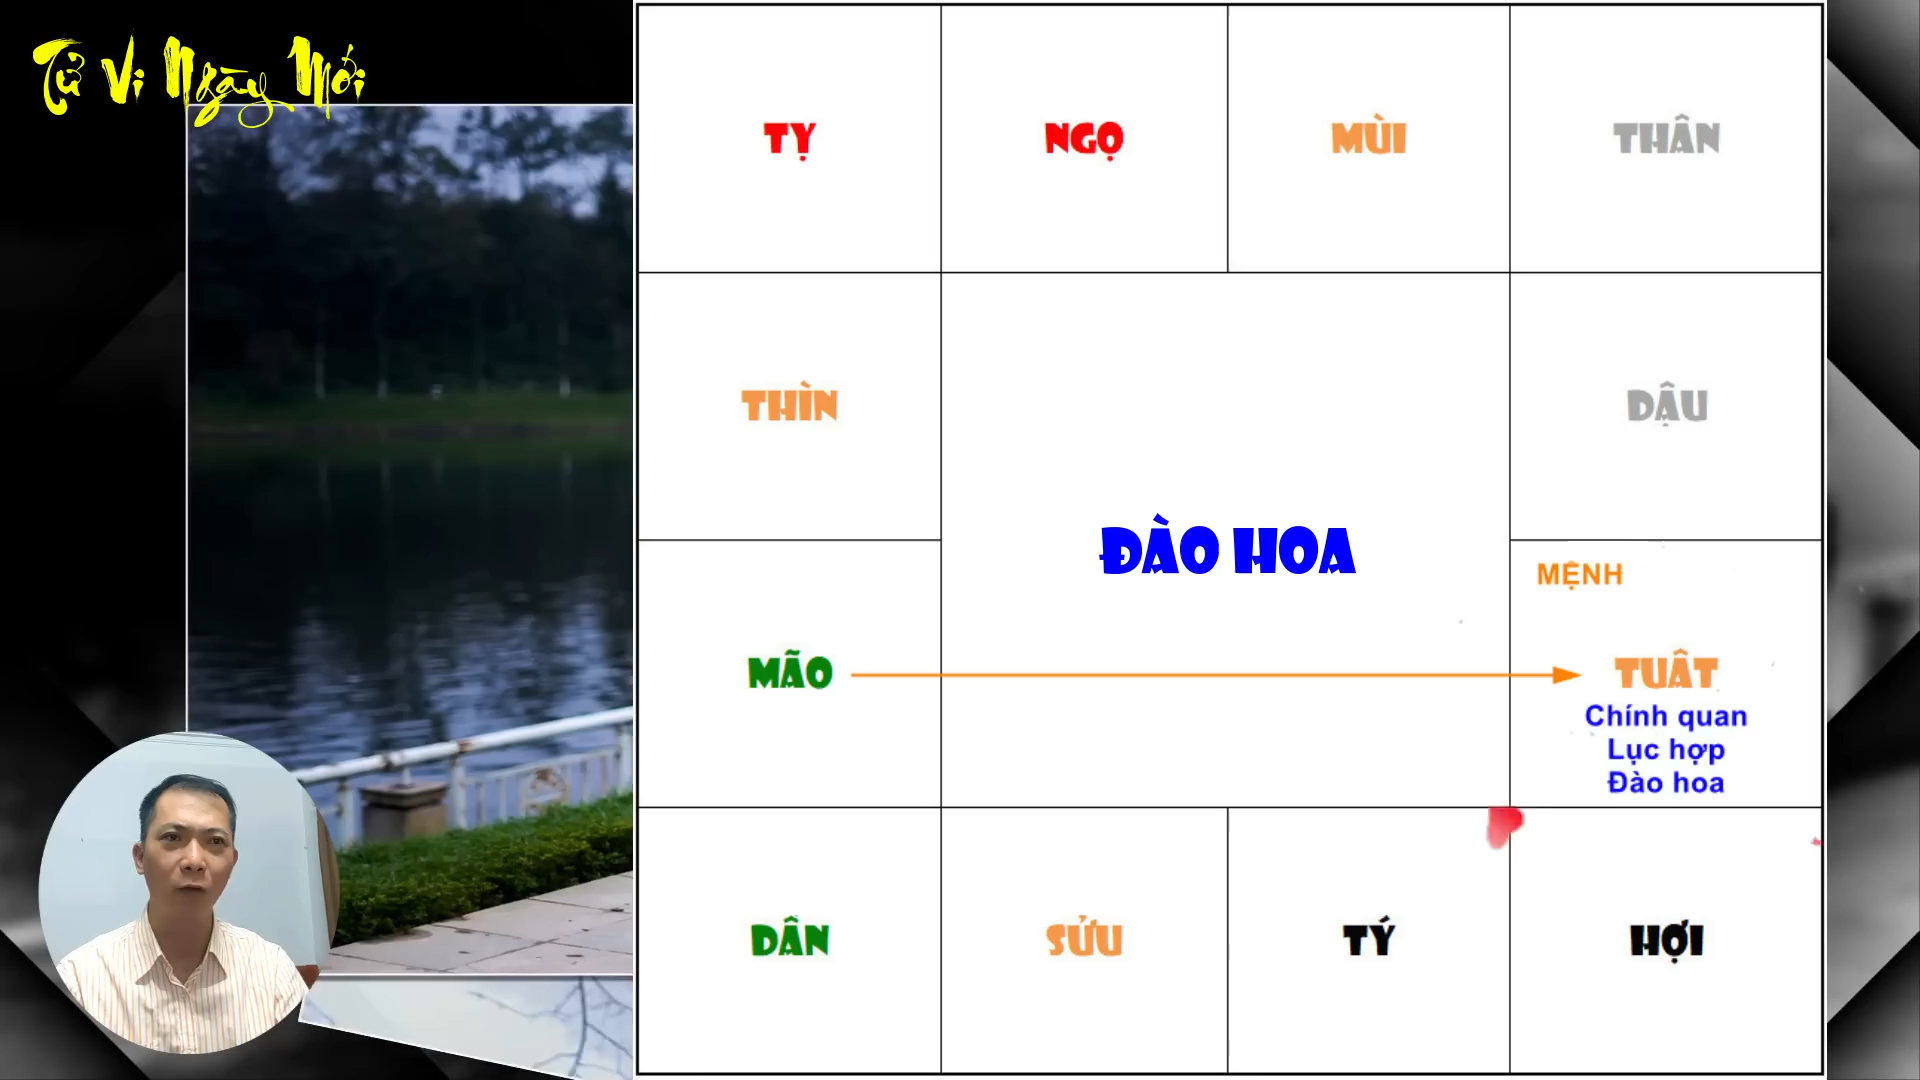 Tử Vi Ngày Mới
TỴ
NGỌ
MÙI
THÂN
THÌN
DẬU
ĐÀO HOA
MỆNH
MÃO
TUẤT
Chính quan
Lục hợp
Đào hoa
DẦN
SỬU
TÝ
HỢI